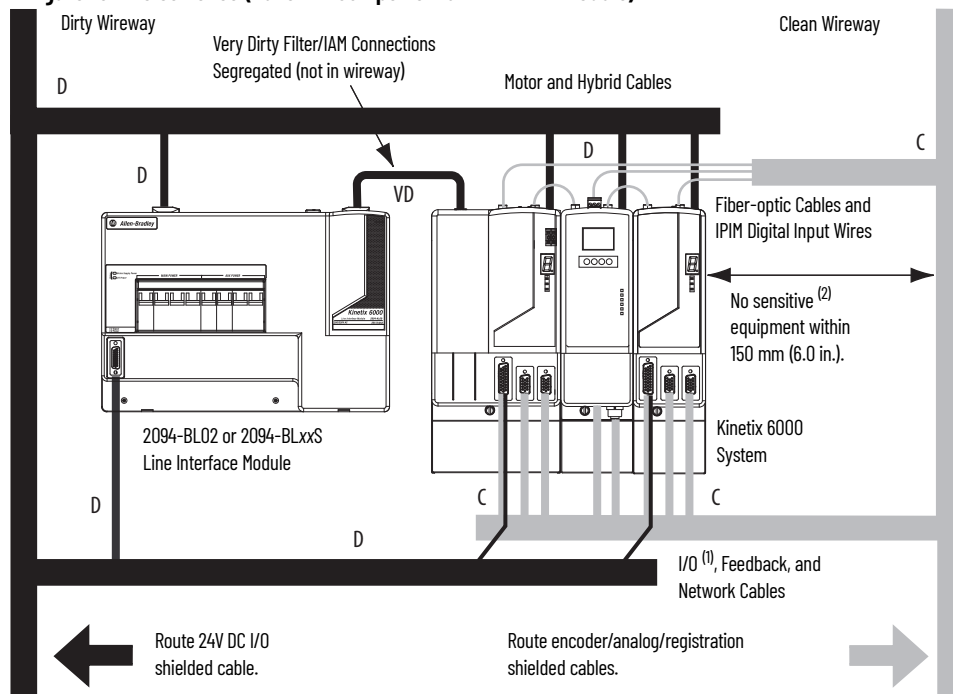 Dirty Wireway
Clean Wireway
Very Dirty Filter/IAM Connections
Segregated (not in wireway)
D
Motor and Hybrid Cables
D
C
D
VD
Fiber-optic Cables and
IPIM Digital Input Wires
Allen-Bradley
Kinetix 6000
No sensitive (2)
equipment within
150 mm (6.0 in.).
2094-BL02 or 2094-BLxxS
Line Interface Module
Kinetix 6000
System
D
D
C
C
I/O (1), Feedback, and
Network Cables
Route 24V DC I/O
shielded cable.
Route encoder/analog/registration
shielded cables.